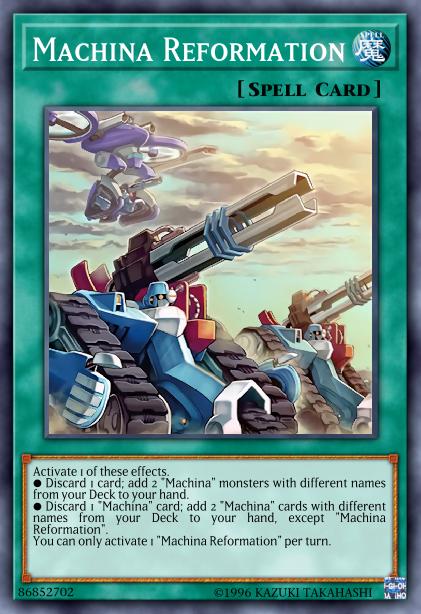 MACHINA REFORMATION
SPELL
魔
[SPELL CARD]
Activate 1 of these effects.
● Discard 1 card; add 2 "Machina" monsters with different names
from your Deck to your hand.
● Discard 1 "Machina" card; add 2 "Machina" cards with different
names from your Deck to your hand, except "Machina
Reformation".
You can only activate 1 "Machina Reformation" per turn.
86852702
©1996 KAZUKI TAKAHASHI